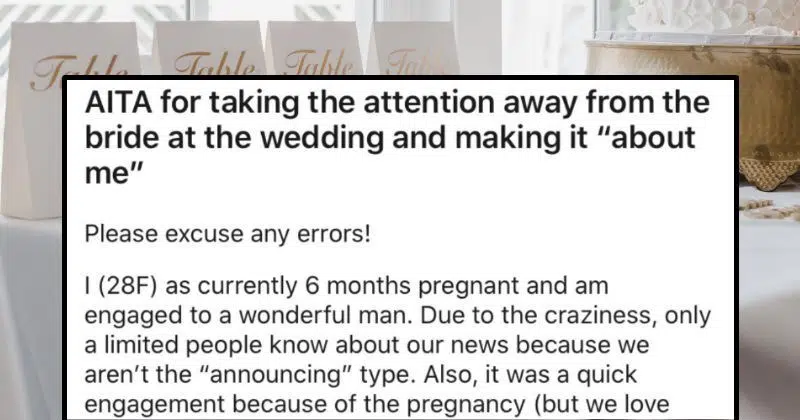 Table
Table
Table
Table
AITA for taking the attention away from the
bride at the wedding and making it “about
me”
Please excuse any errors!
I (28F) as currently 6 months pregnant and am
engaged to a wonderful man. Due to the craziness, only
a limited people know about our news because we
aren’t the “announcing” type. Also, it was a quick
engagement because of the pregnancy (but we love